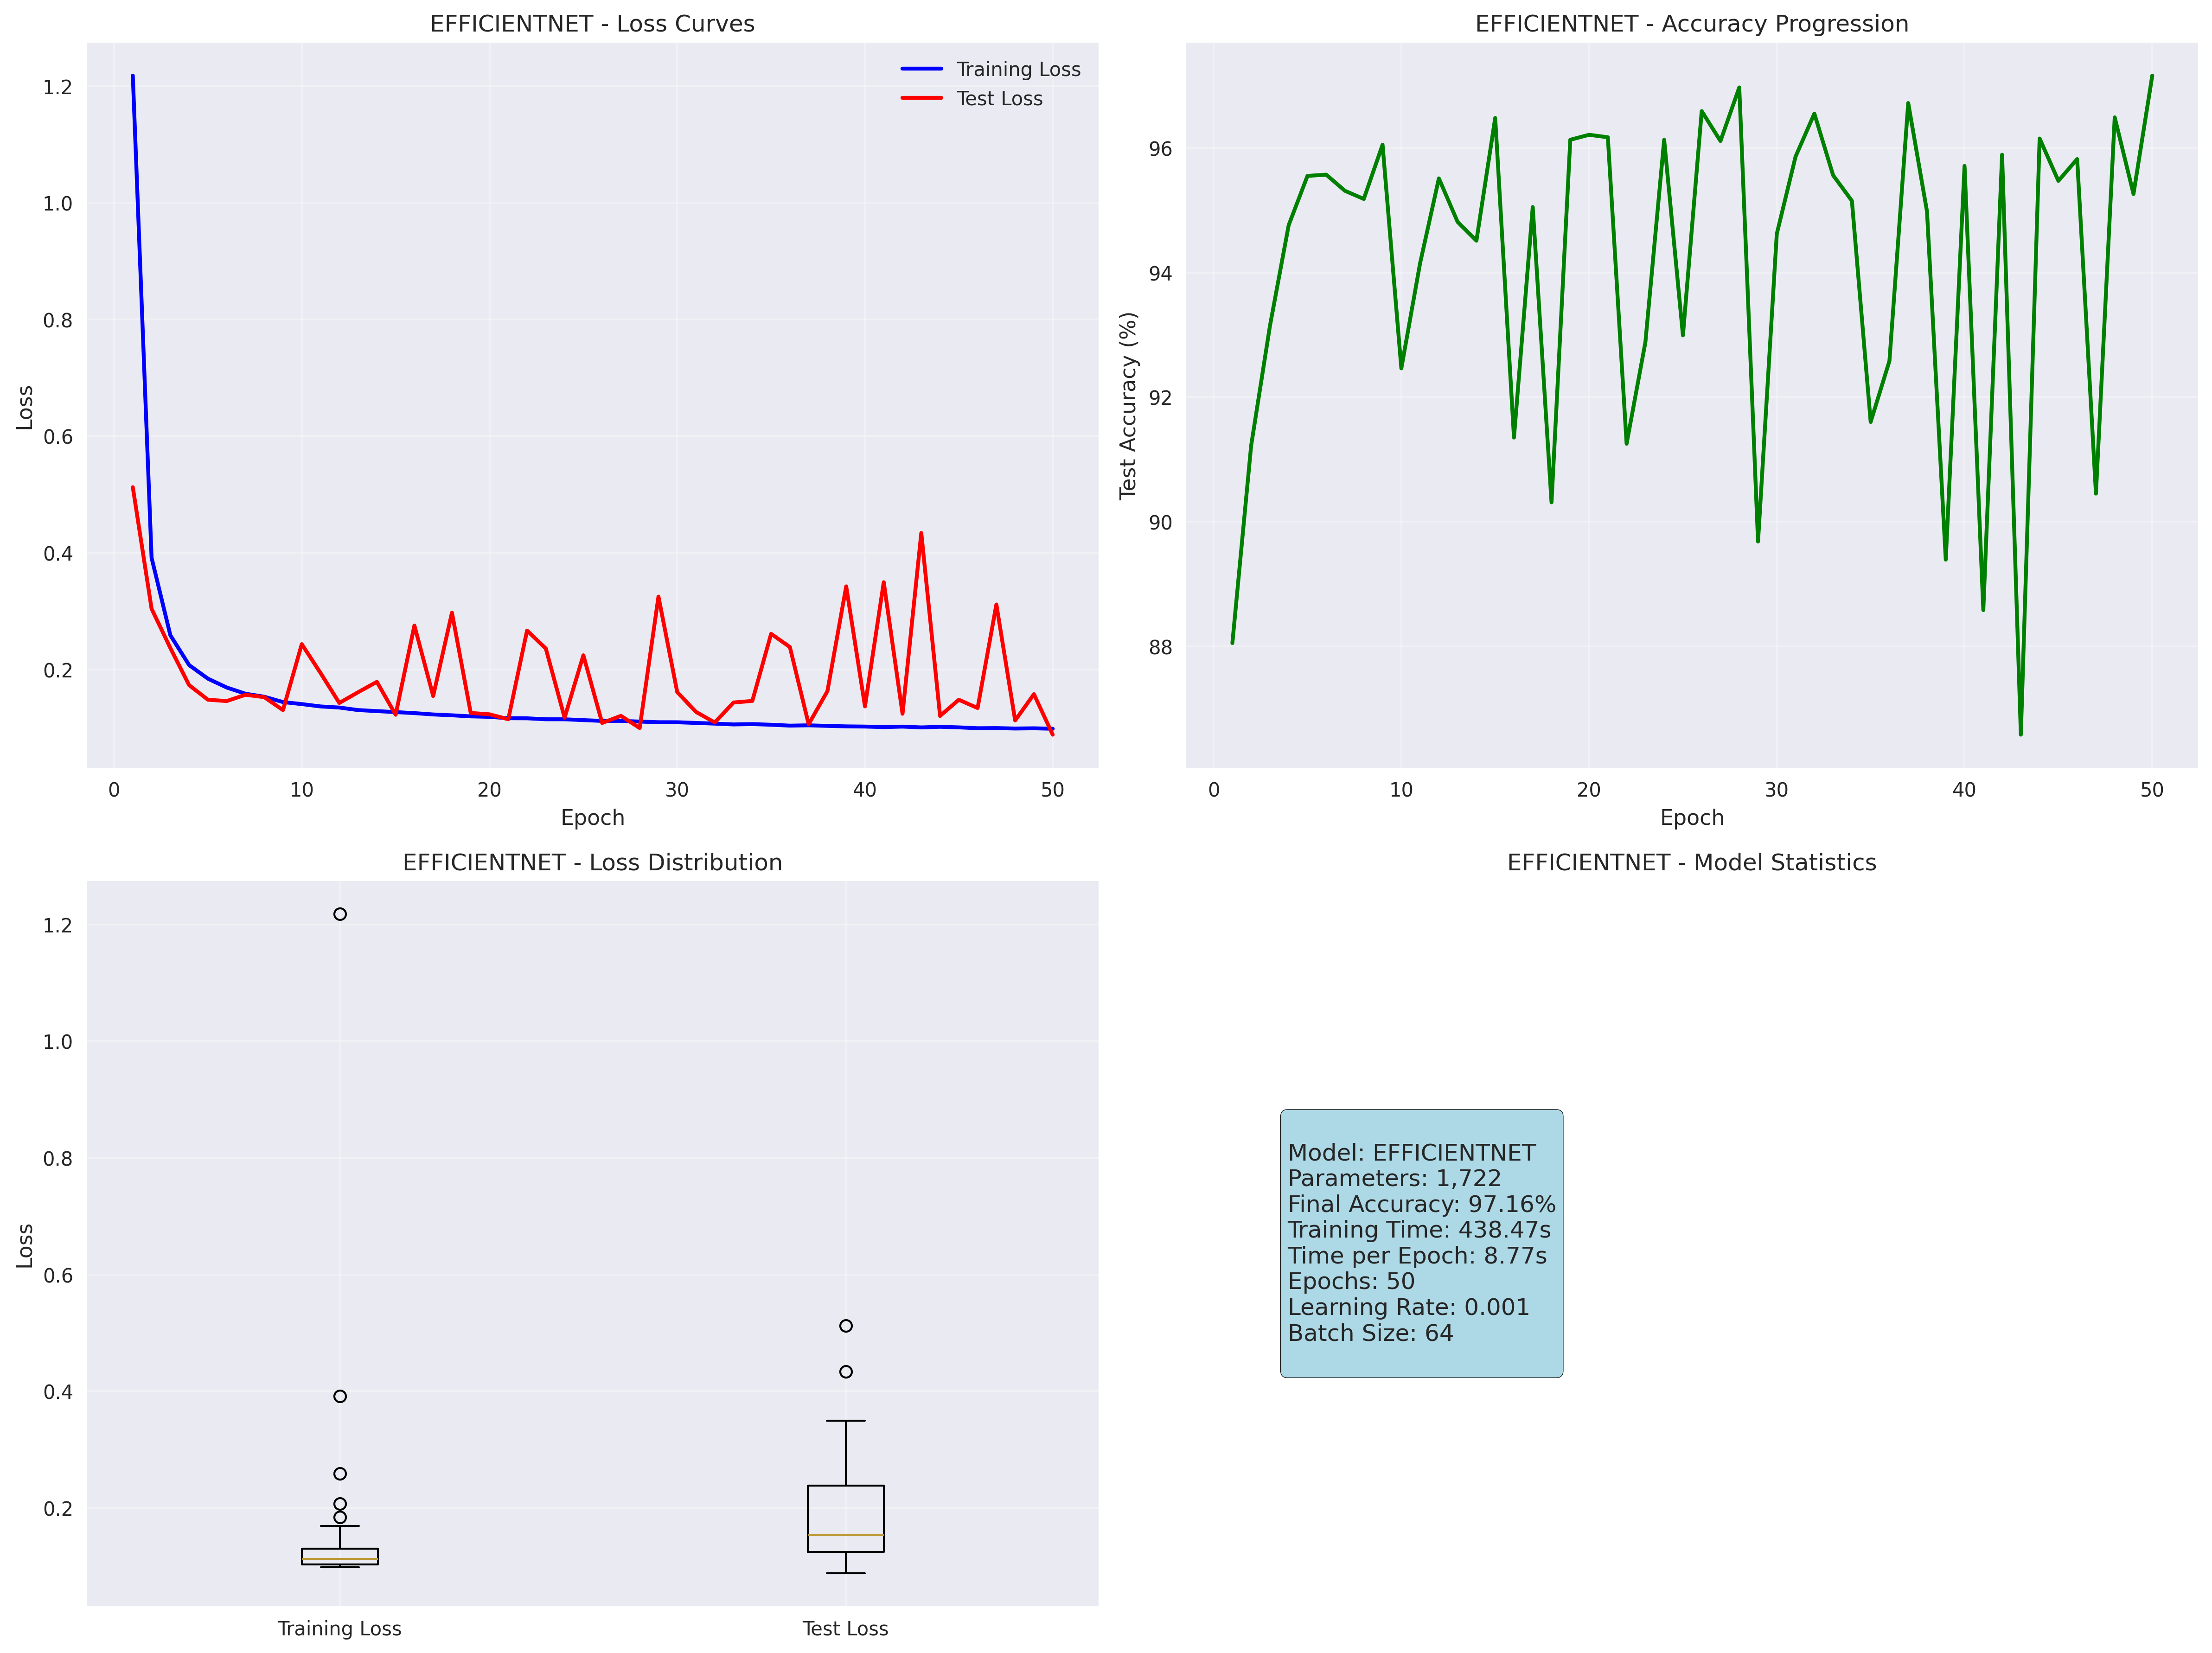 EFFICIENTNET - Loss Curves
Training Loss
Test Loss
1.2
1.0
0.8
0.6
0.4
0.2
Loss
0 10 20 30 40 50
Epoch
EFFICIENTNET - Accuracy Progression
96
94
92
90
88
Test Accuracy (%)
0 10 20 30 40 50
Epoch
EFFICIENTNET - Loss Distribution
1.2
1.0
0.8
0.6
0.4
0.2
Loss
Training Loss Test Loss
EFFICIENTNET - Model Statistics
Model: EFFICIENTNET
Parameters: 1,722
Final Accuracy: 97.16%
Training Time: 438.47s
Time per Epoch: 8.77s
Epochs: 50
Learning Rate: 0.001
Batch Size: 64